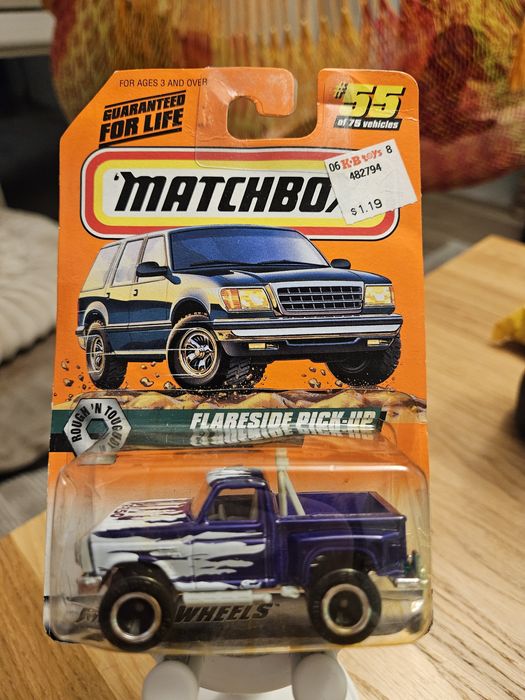 FOR AGES 3 AND OVER
GUARANTEED
FOR LIFE
#55
of 75 vehicles
06 K·B toys 8
482794
$1.19
MATCHBOX
ROUGH 'N TOUGH
FLARESIDE PICK-UP
WHEELS™